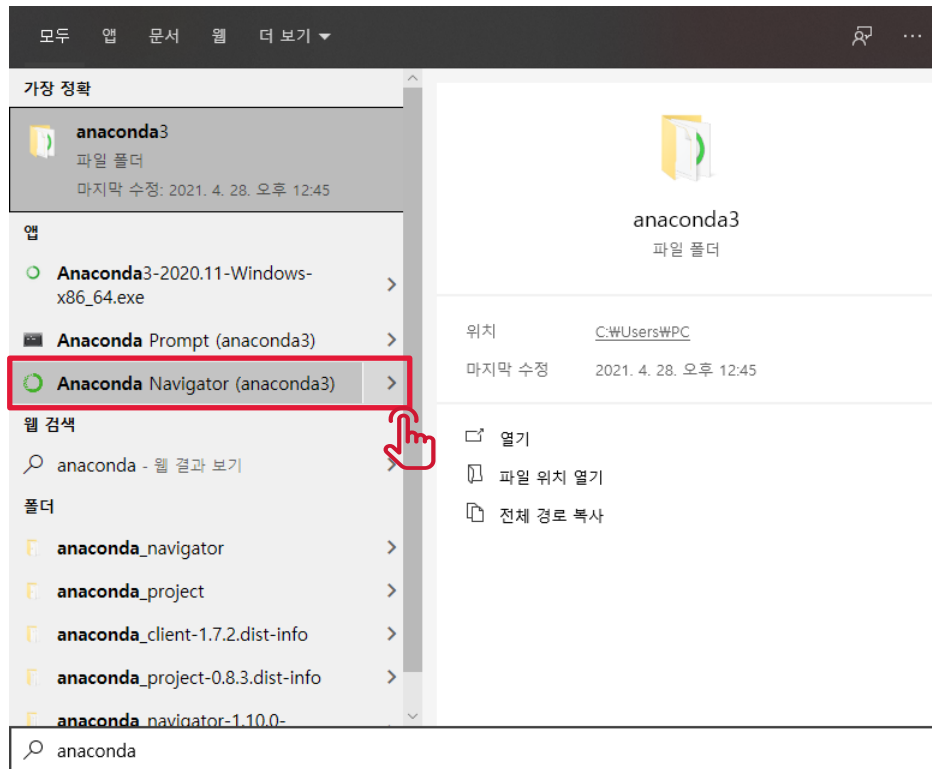 모두 앱 문서 웹 더 보기
가장 정확
anaconda3
파일 폴더
마지막 수정: 2021. 4. 28. 오후 12:45
앱
Anaconda3-2020.11-Windows-
x86_64.exe
Anaconda Prompt (anaconda3)
Anaconda Navigator (anaconda3)
웹 검색
anaconda - 웹 결과 보기
폴더
anaconda_navigator
anaconda_project
anaconda_client-1.7.2.dist-info
anaconda_project-0.8.3.dist-info
anaconda_navigator-1.10.0-
anaconda
anaconda3
파일 폴더
위치 C:₩Users₩PC
마지막 수정 2021. 4. 28. 오후 12:45
열기
파일 위치 열기
전체 경로 복사